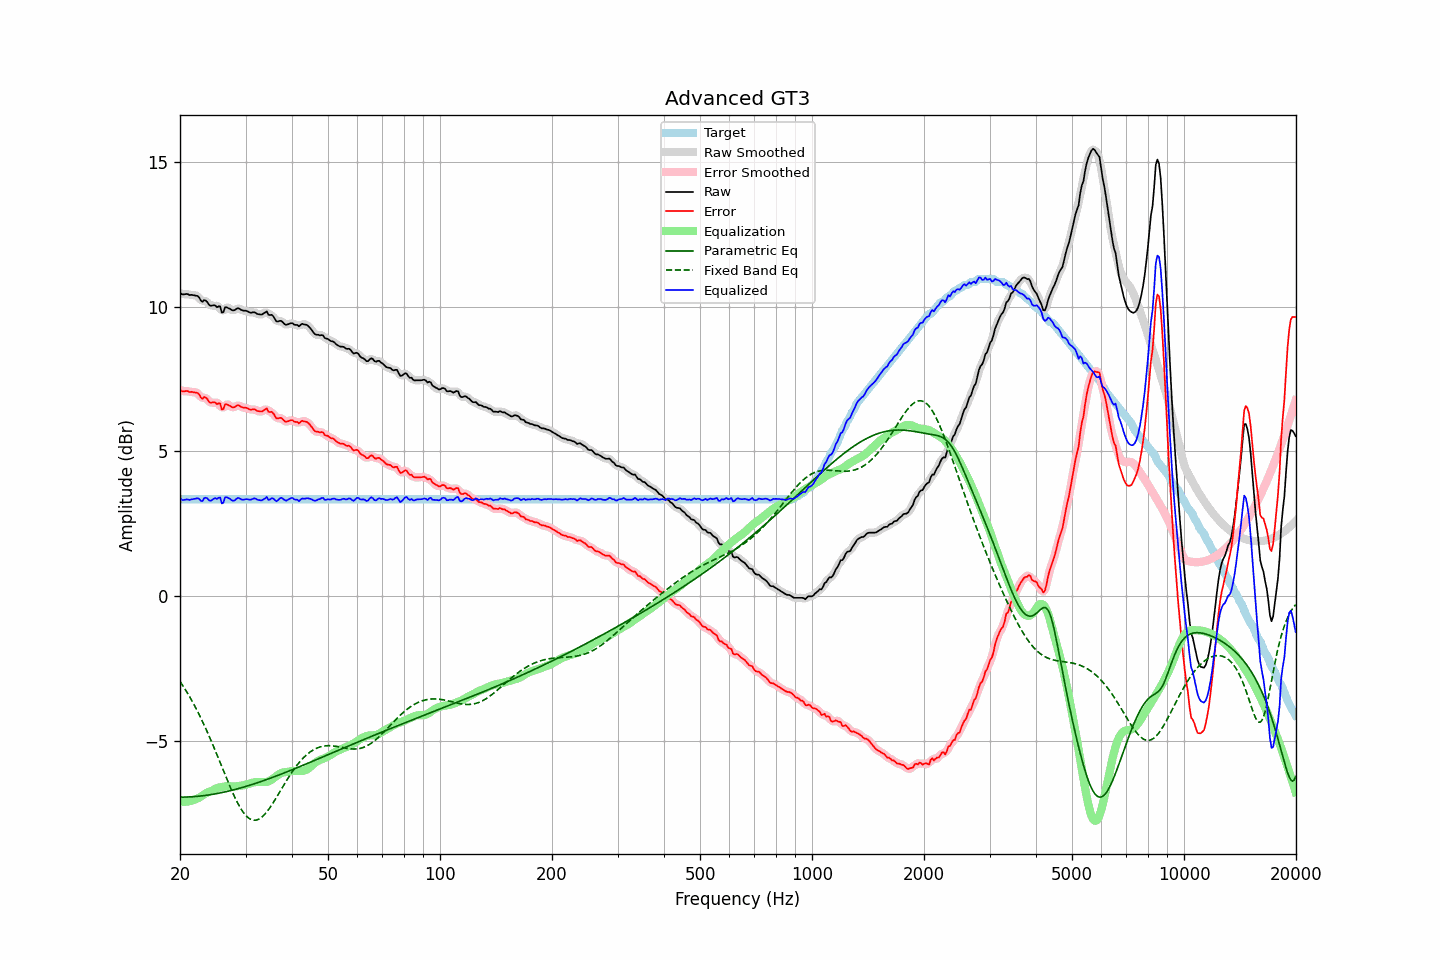 Advanced GT3
Target
Raw Smoothed
Error Smoothed
Raw
Error
Equalization
Parametric Eq
Fixed Band Eq
Equalized
Amplitude (dBr)
15
10
5
0
−5
20
50
100
200
500
1000
2000
5000
10000
20000
Frequency (Hz)